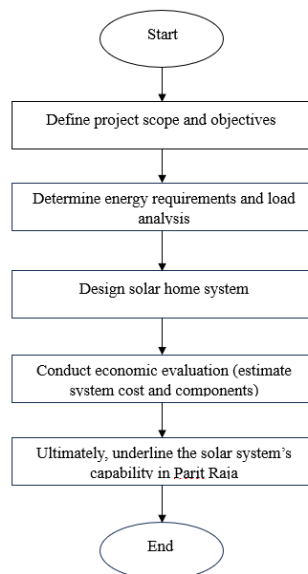 Start
Define project scope and objectives
Determine energy requirements and load
analysis
Design solar home system
Conduct economic evaluation (estimate
system cost and components)
Ultimately, underline the solar system's
capability in Parit Raja
End